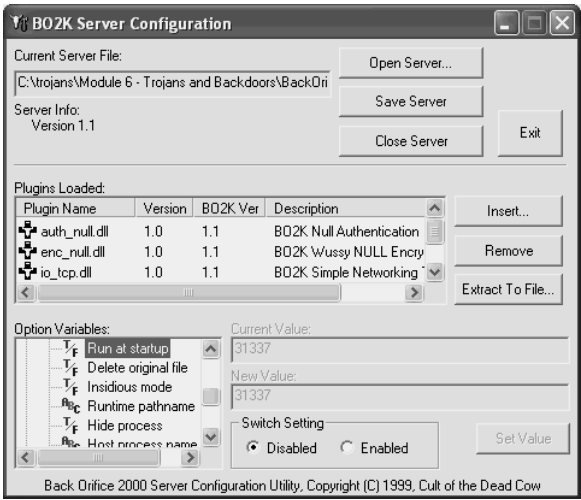 BO2K Server Configuration
Current Server File:
C:\trojans\Module 6 - Trojans and Backdoors\BackOri
Server Info:
Version 1.1
Open Server...
Save Server
Close Server
Exit
Plugins Loaded:
Plugin Name Version BO2K Ver Description
auth_null.dll 1.0 1.1 BO2K Null Authentication
enc_null.dll 1.0 1.1 BO2K Wussy NULL Encry
io_tcp.dll 1.0 1.1 BO2K Simple Networking
Insert...
Remove
Extract To File...
Option Variables:
T/F Run at startup
T/F Delete original file
T/F Insidious mode
ABC Runtime pathname
T/F Hide process
ABC Host process name
Current Value:
31337
New Value:
31337
Switch Setting
Disabled Enabled
Set Value
Back Orifice 2000 Server Configuration Utility, Copyright (C) 1999, Cult of the Dead Cow